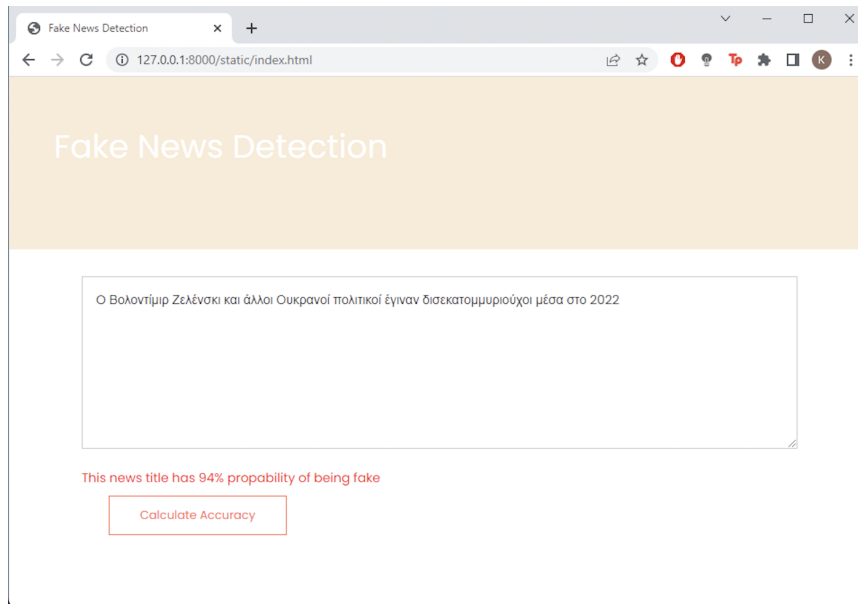 Fake News Detection
127.0.0.1:8000/static/index.html
Tp
K
Fake News Detection
Ο Βολοντίμιρ Ζελένσκι και άλλοι Ουκρανοί πολιτικοί έγιναν δισεκατομμυριούχοι μέσα στο 2022
This news title has 94% propability of being fake
Calculate Accuracy